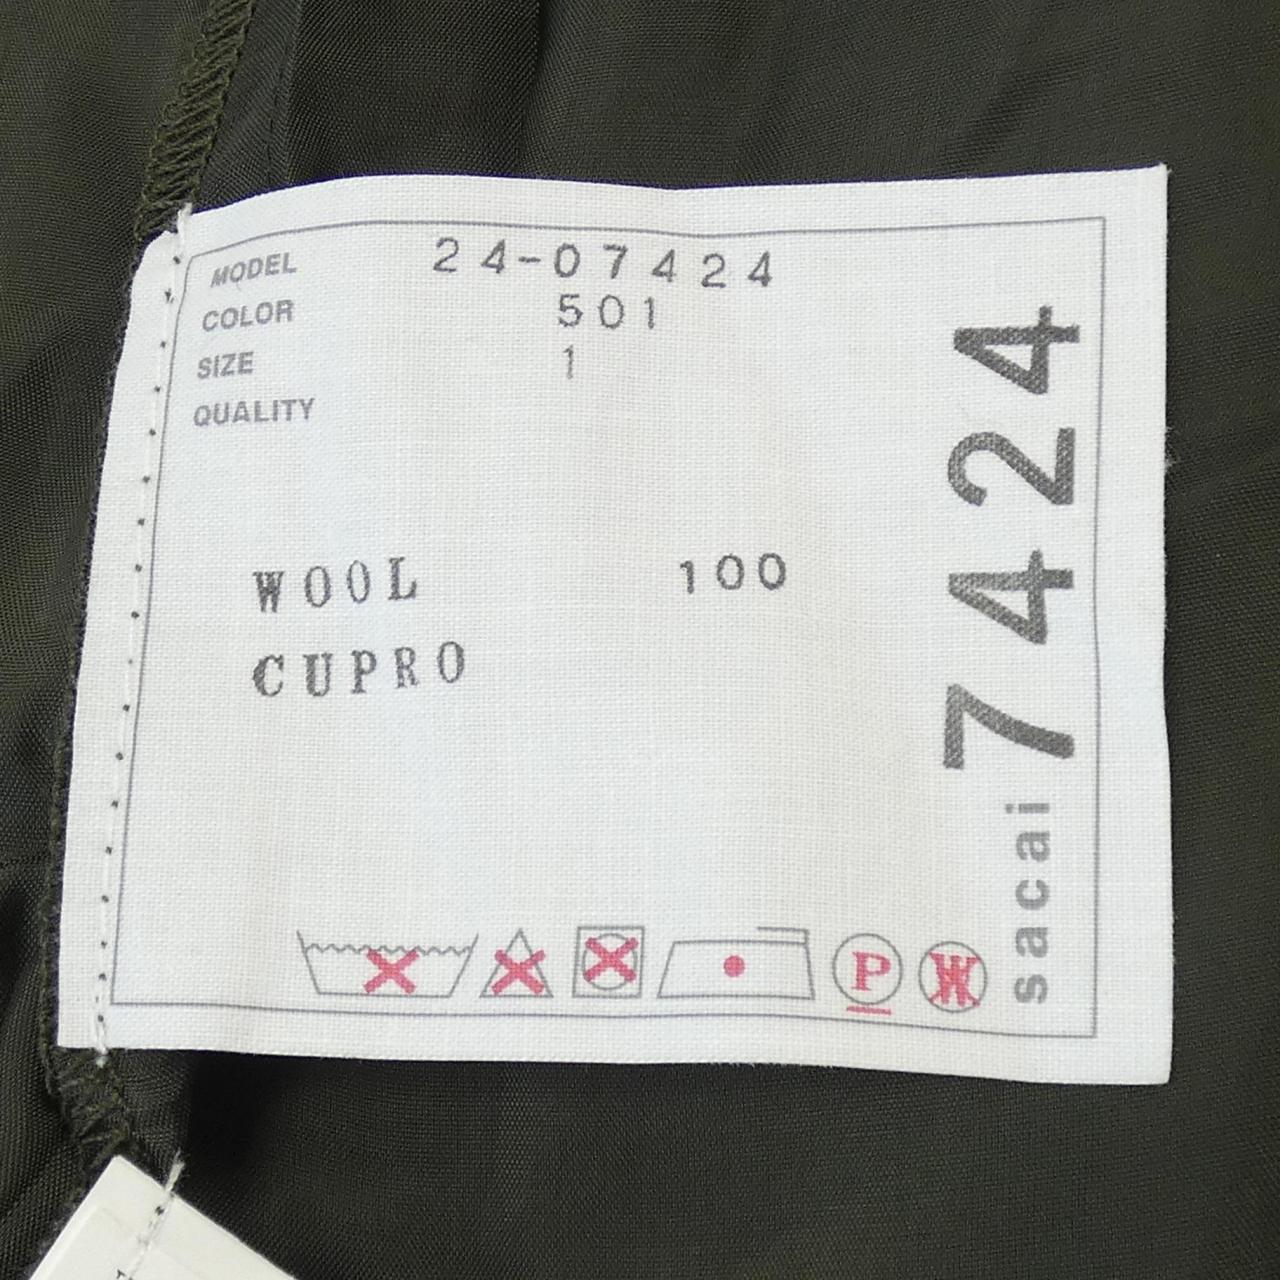 MODEL 24-07424
COLOR 501
SIZE 1
QUALITY
WOOL 100
CUPRO
P
W
sacai 7424